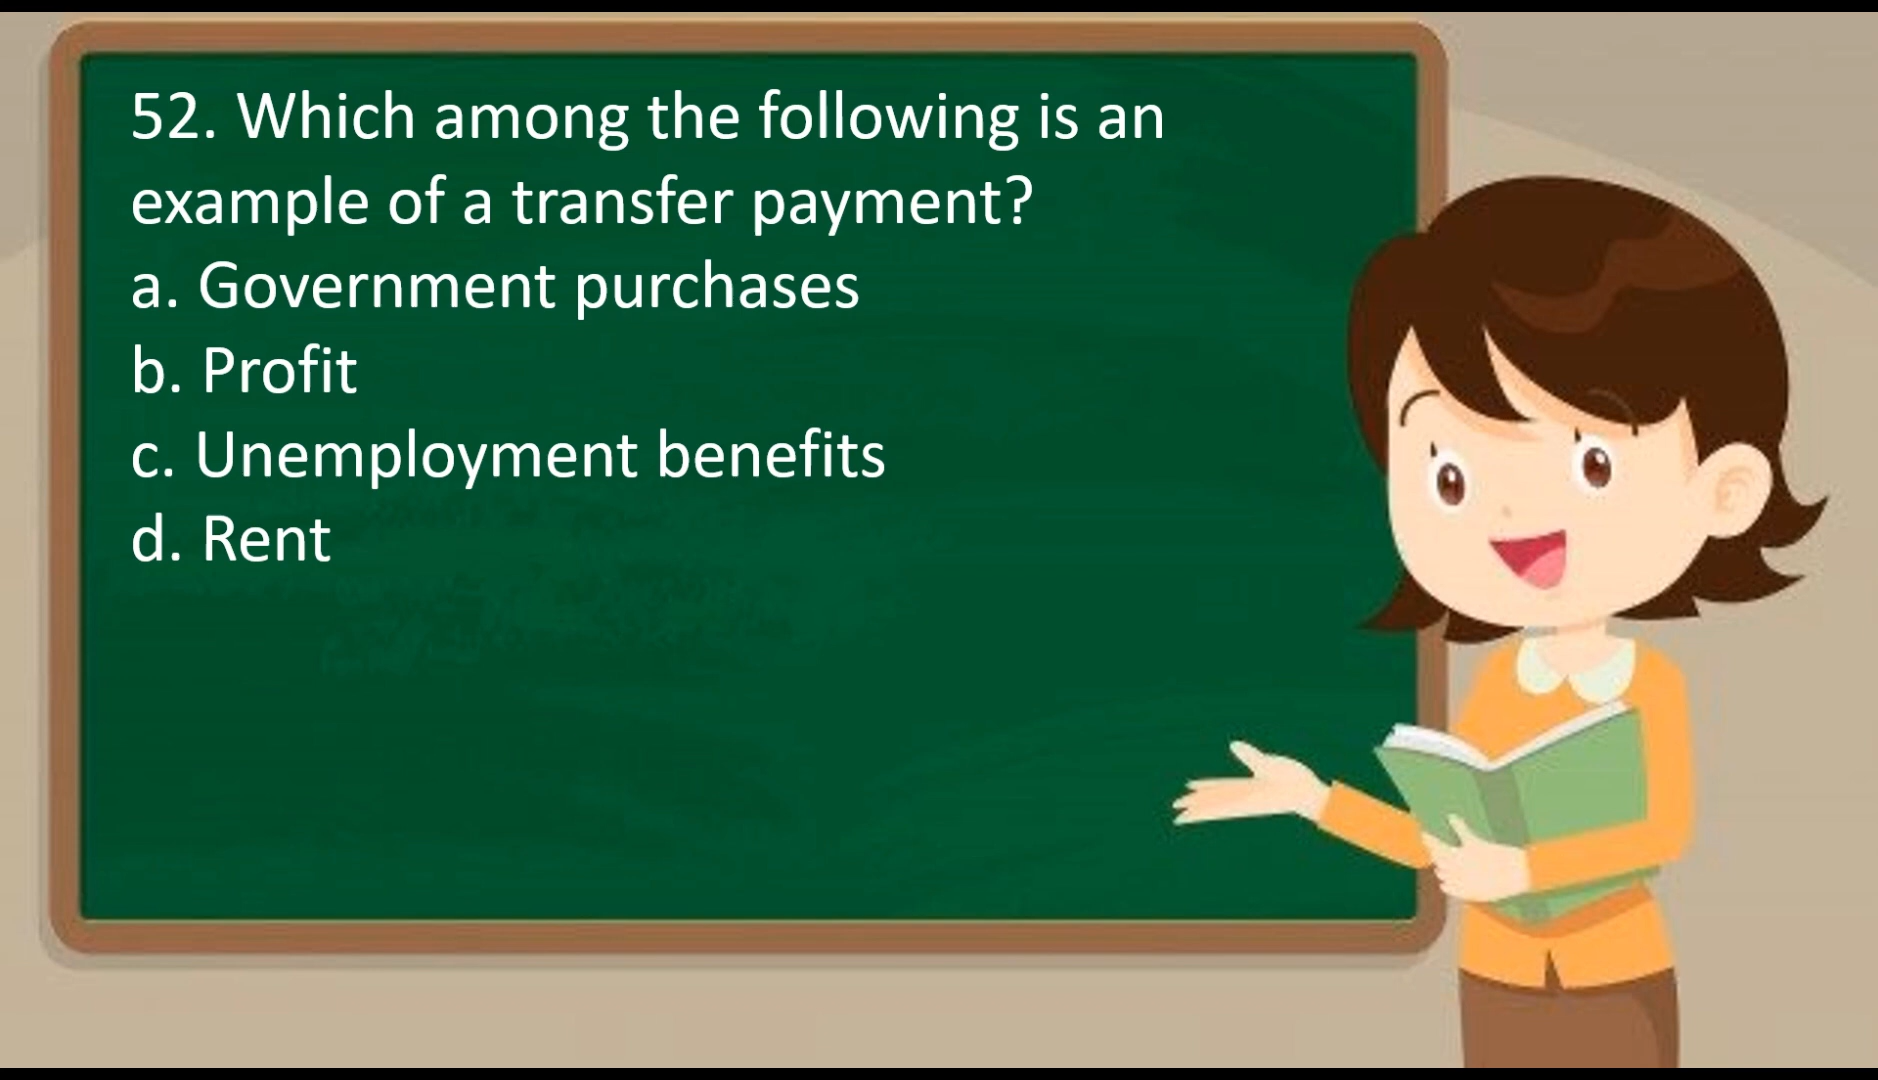 52. Which among the following is an
example of a transfer payment?
a. Government purchases
b. Profit
c. Unemployment benefits
d. Rent